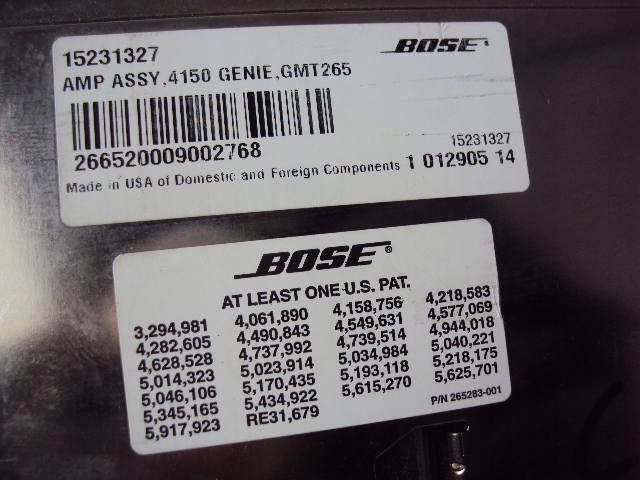 15231327 BOSE
AMP ASSY,4150 GENIE,GMT265
266520009002768 15231327
Made in USA of Domestic and Foreign Components 1 012905 14
BOSE®
AT LEAST ONE U.S. PAT.
3,294,981 4,061,890 4,158,756 4,218,583
4,282,605 4,490,843 4,549,631 4,577,069
4,628,528 4,737,992 4,739,514 4,944,018
5,014,323 5,023,914 5,034,984 5,040,221
5,046,106 5,170,435 5,193,118 5,218,175
5,345,165 5,434,922 5,615,270 5,625,701
5,917,923 RE31,679 P/N 265283-001